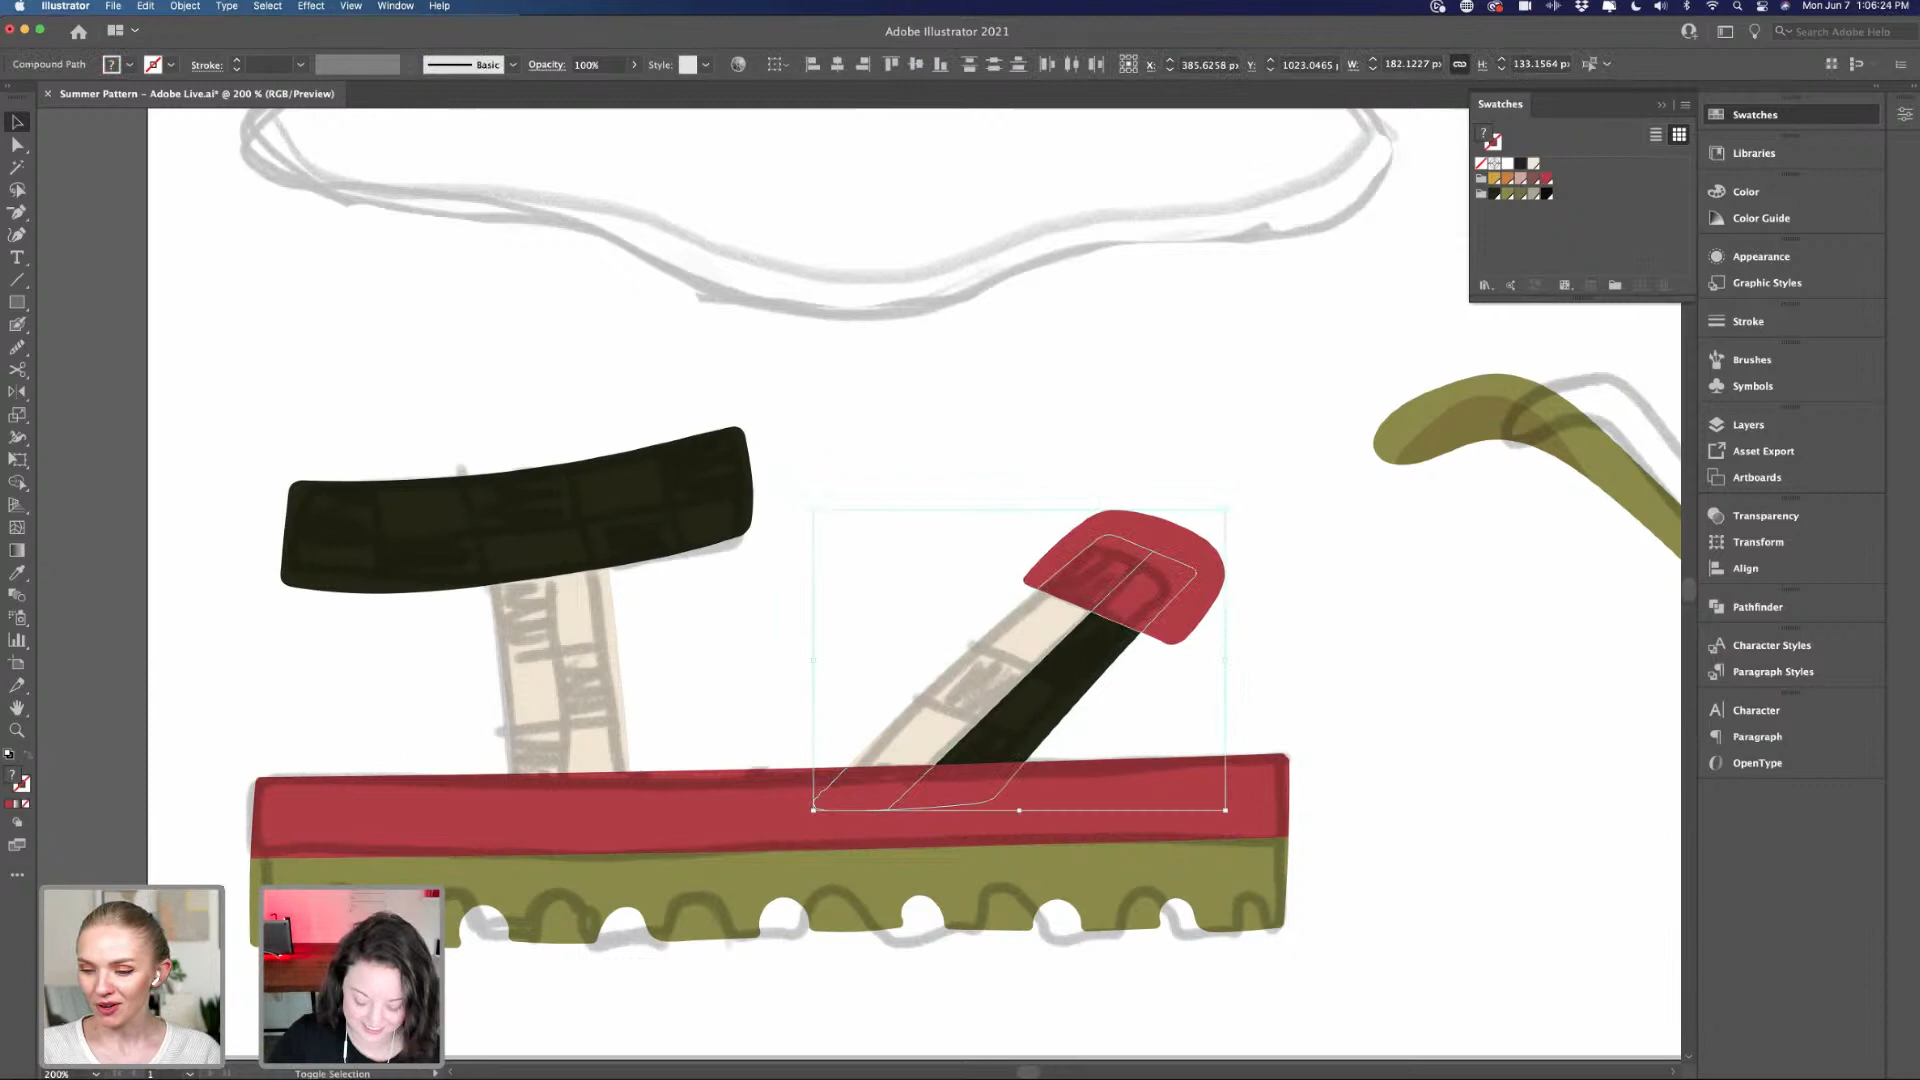 Illustrator File Edit Object Type Select Effect View Window Help Mon Jun 7 1:06:24 PM
Adobe Illustrator 2021 Search Adobe Help
Compound Path Stroke: Basic Opacity: 100% Style: X: 385.6258 px Y: 1023.0465 W: 182.1227 px H: 133.1564 px
× Summer Pattern – Adobe Live.ai* @ 200 % (RGB/Preview)
Swatches
Swatches
Libraries
Color
Color Guide
Appearance
Graphic Styles
Stroke
Brushes
Symbols
Layers
Asset Export
Artboards
Transparency
Transform
Align
Pathfinder
Character Styles
Paragraph Styles
Character
Paragraph
OpenType
200% 1 Toggle Selection